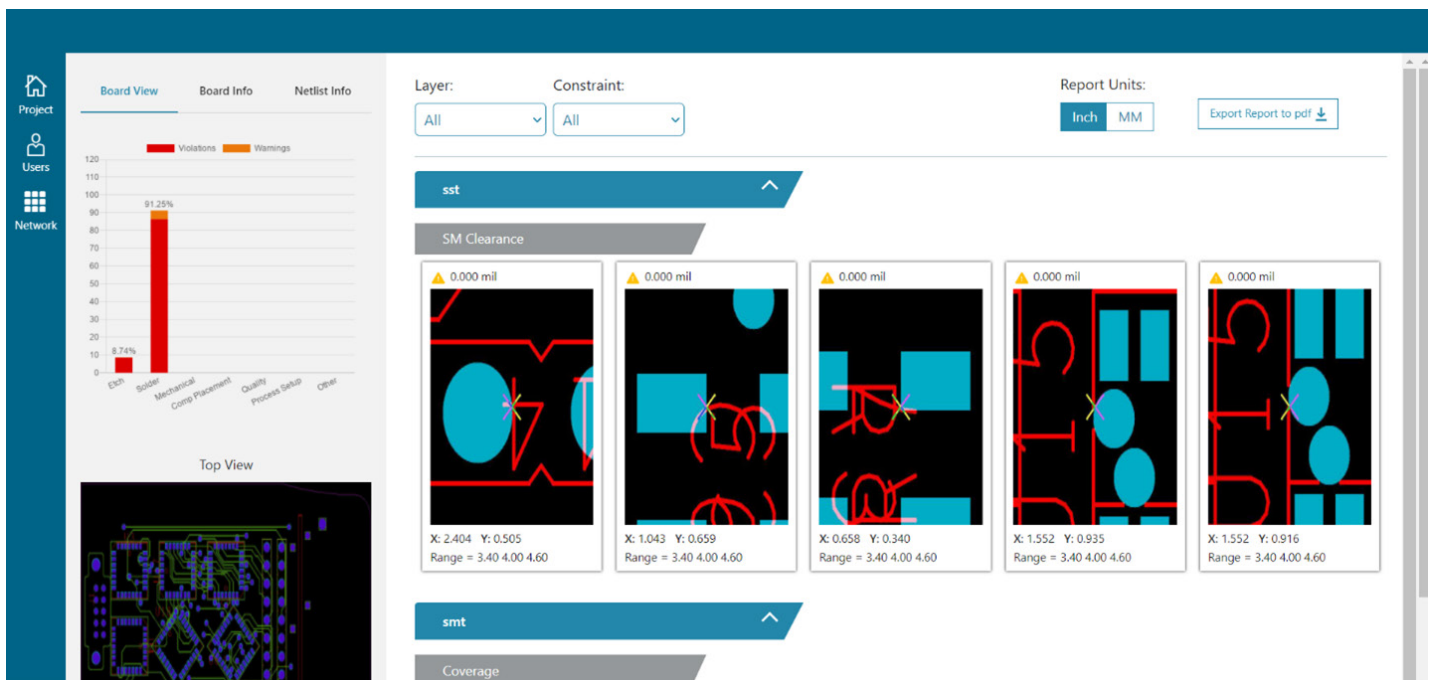 Project
Users
Network
Board View Board Info Netlist Info
Violations Warnings
120
110
100
90
80
70
60
50
40
30
20
10
0
91.25%
8.74%
Etch
Solder
Mechanical
Comp Placement
Quality
Process Setup
Other
Top View
Layer: Constraint:
All All
Report Units:
Inch MM
Export Report to pdf
sst
SM Clearance
0.000 mil
X: 2.404 Y: 0.505
Range = 3.40 4.00 4.60
0.000 mil
X: 1.043 Y: 0.659
Range = 3.40 4.00 4.60
0.000 mil
X: 0.658 Y: 0.340
Range = 3.40 4.00 4.60
0.000 mil
X: 1.552 Y: 0.935
Range = 3.40 4.00 4.60
0.000 mil
X: 1.552 Y: 0.916
Range = 3.40 4.00 4.60
smt
Coverage